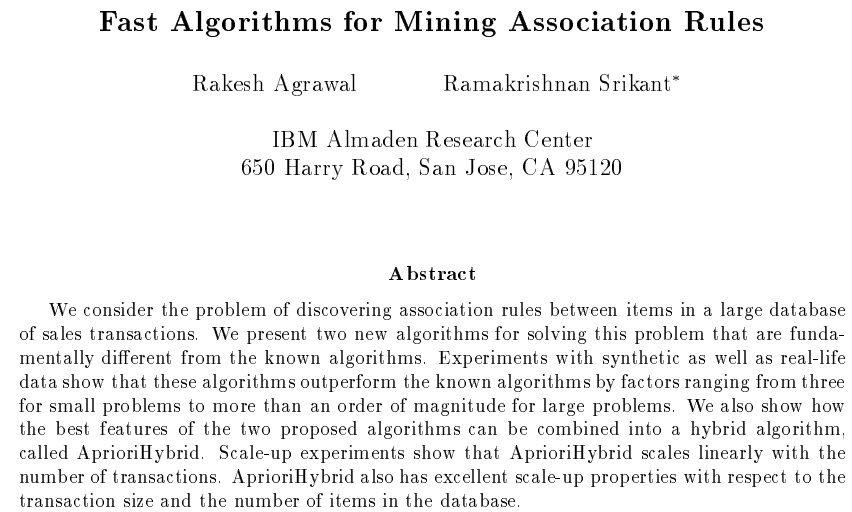 Fast Algorithms for Mining Association Rules
Rakesh Agrawal Ramakrishnan Srikant*
IBM Almaden Research Center
650 Harry Road, San Jose, CA 95120
Abstract
We consider the problem of discovering association rules between items in a large database
of sales transactions. We present two new algorithms for solving this problem that are funda-
mentally different from the known algorithms. Experiments with synthetic as well as real-life
data show that these algorithms outperform the known algorithms by factors ranging from three
for small problems to more than an order of magnitude for large problems. We also show how
the best features of the two proposed algorithms can be combined into a hybrid algorithm,
called AprioriHybrid. Scale-up experiments show that AprioriHybrid scales linearly with the
number of transactions. AprioriHybrid also has excellent scale-up properties with respect to the
transaction size and the number of items in the database.